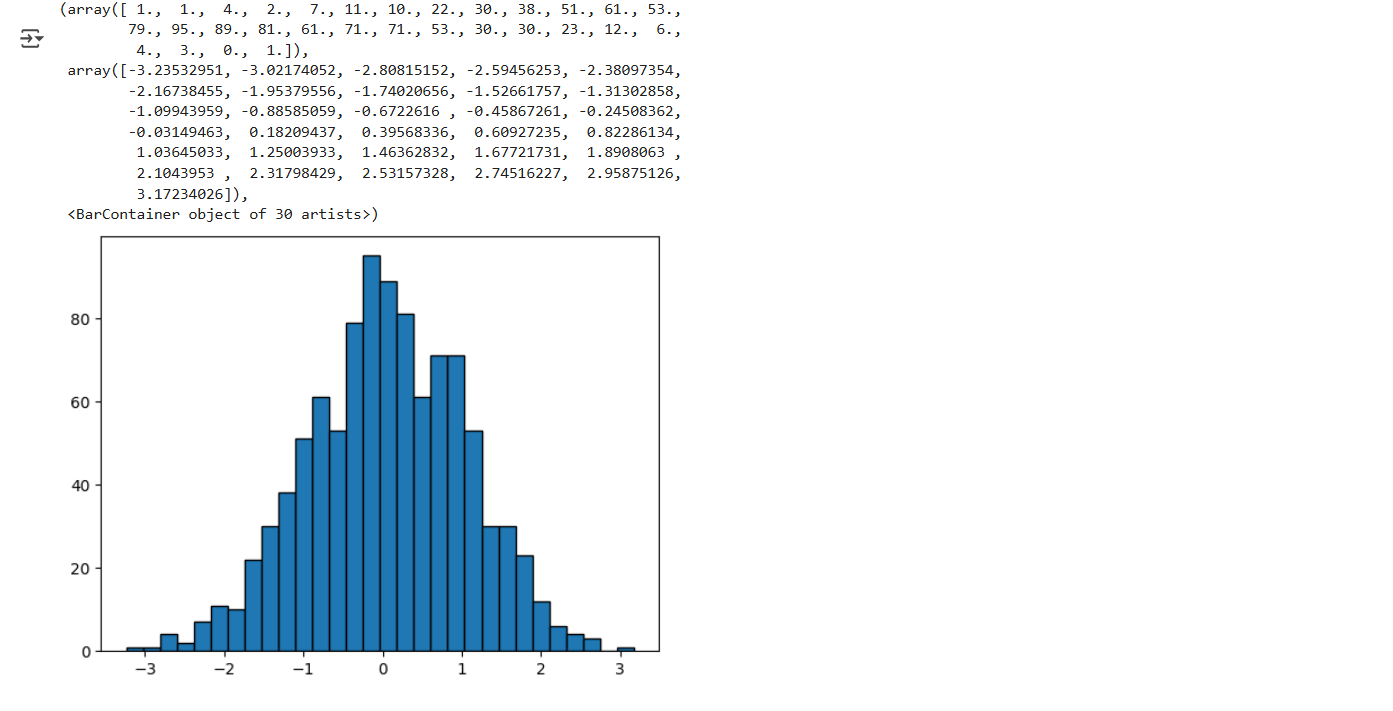 (array([ 1.,  1.,  4.,  2.,  7., 11., 10., 22., 30., 38., 51., 61., 53.,
79., 95., 89., 81., 61., 71., 71., 53., 30., 30., 23., 12.,  6.,
4.,  3.,  0.,  1.]),
array([-3.23532951, -3.02174052, -2.80815152, -2.59456253, -2.38097354,
-2.16738455, -1.95379556, -1.74020656, -1.52661757, -1.31302858,
-1.09943959, -0.88585059, -0.6722616 , -0.45867261, -0.24508362,
-0.03149463,  0.18209437,  0.39568336,  0.60927235,  0.82286134,
1.03645033,  1.25003933,  1.46362832,  1.67721731,  1.8908063 ,
2.1043953 ,  2.31798429,  2.53157328,  2.74516227,  2.95875126,
3.17234026]),
<BarContainer object of 30 artists>)
80
60
40
20
0
−3 −2 −1 0 1 2 3